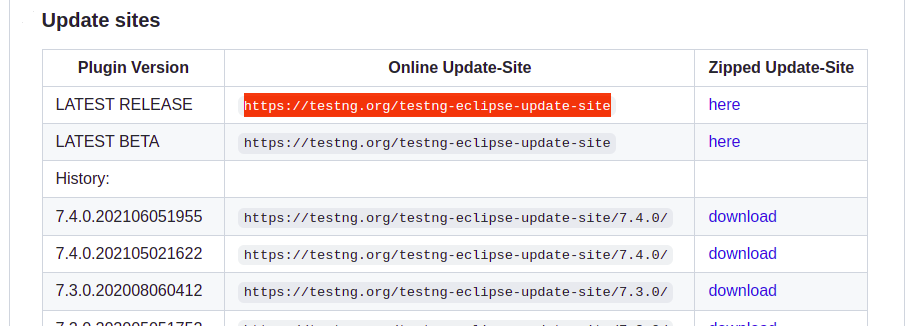 Update sites
Plugin Version Online Update-Site Zipped Update-Site
LATEST RELEASE https://testng.org/testng-eclipse-update-site here
LATEST BETA https://testng.org/testng-eclipse-update-site here
History:
7.4.0.202106051955 https://testng.org/testng-eclipse-update-site/7.4.0/ download
7.4.0.202105021622 https://testng.org/testng-eclipse-update-site/7.4.0/ download
7.3.0.202008060412 https://testng.org/testng-eclipse-update-site/7.3.0/ download